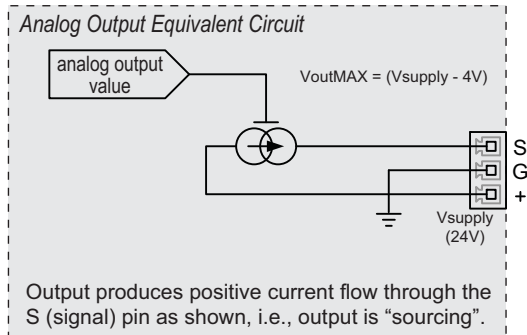 Analog Output Equivalent Circuit
analog output
value
VoutMAX = (Vsupply - 4V)
S
G
+
Vsupply
(24V)
Output produces positive current flow through the
S (signal) pin as shown, i.e., output is “sourcing”.